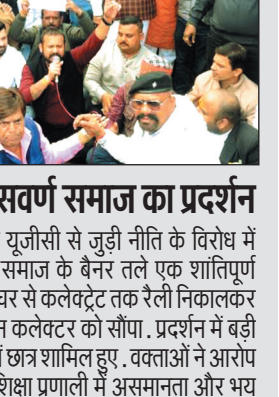 सवर्ण समाज का प्रदर्शन
यूजीसी से जुड़ी नीति के विरोध में
समाज के बैनर तले एक शांतिपूर्ण
घर से कलेक्ट्रेट तक रैली निकालकर
न कलेक्टर को सौंपा. प्रदर्शन में बड़ी
छात्र शामिल हुए. वक्ताओं ने आरोप
शिक्षा प्रणाली में असमानता और भय